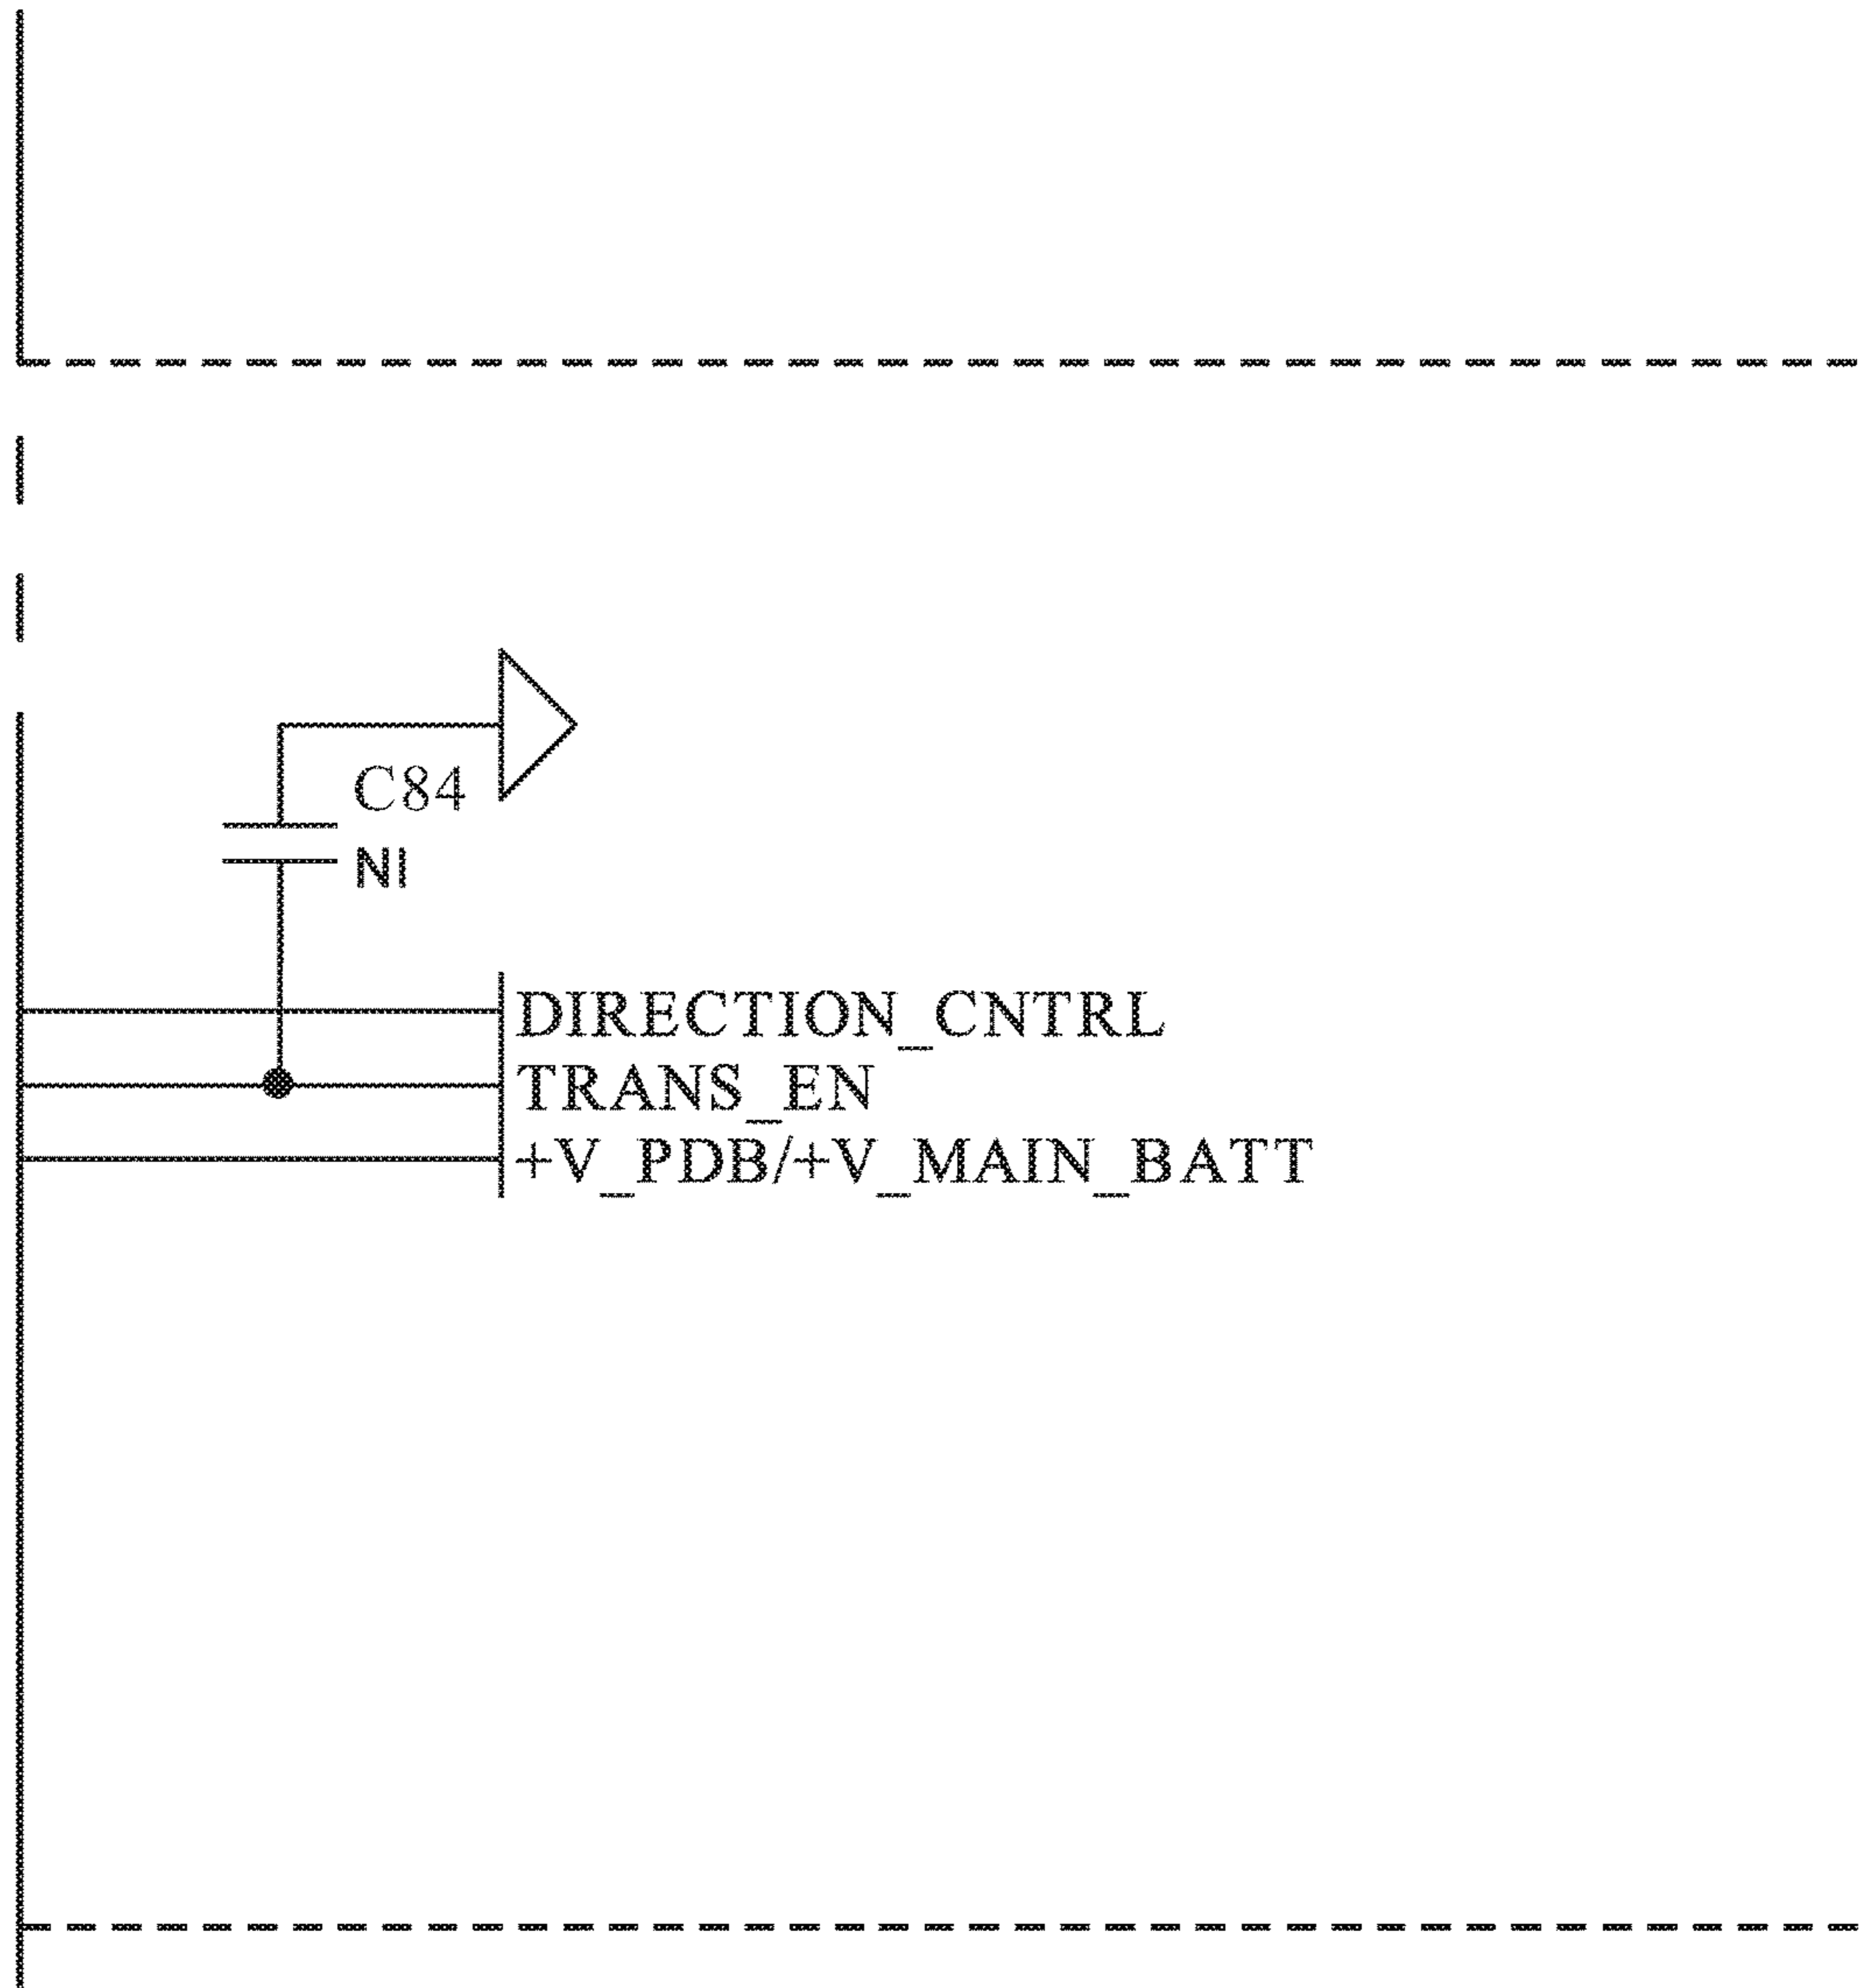 C84
NI
DIRECTION_CNTRL
TRANS_EN
+V_PDB/+V_MAIN_BATT